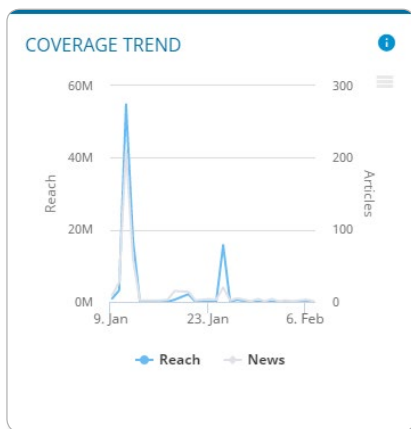 COVERAGE TREND
60M
40M
20M
0M
Reach
300
200
100
0
Articles
9. Jan
23. Jan
6. Feb
Reach
News